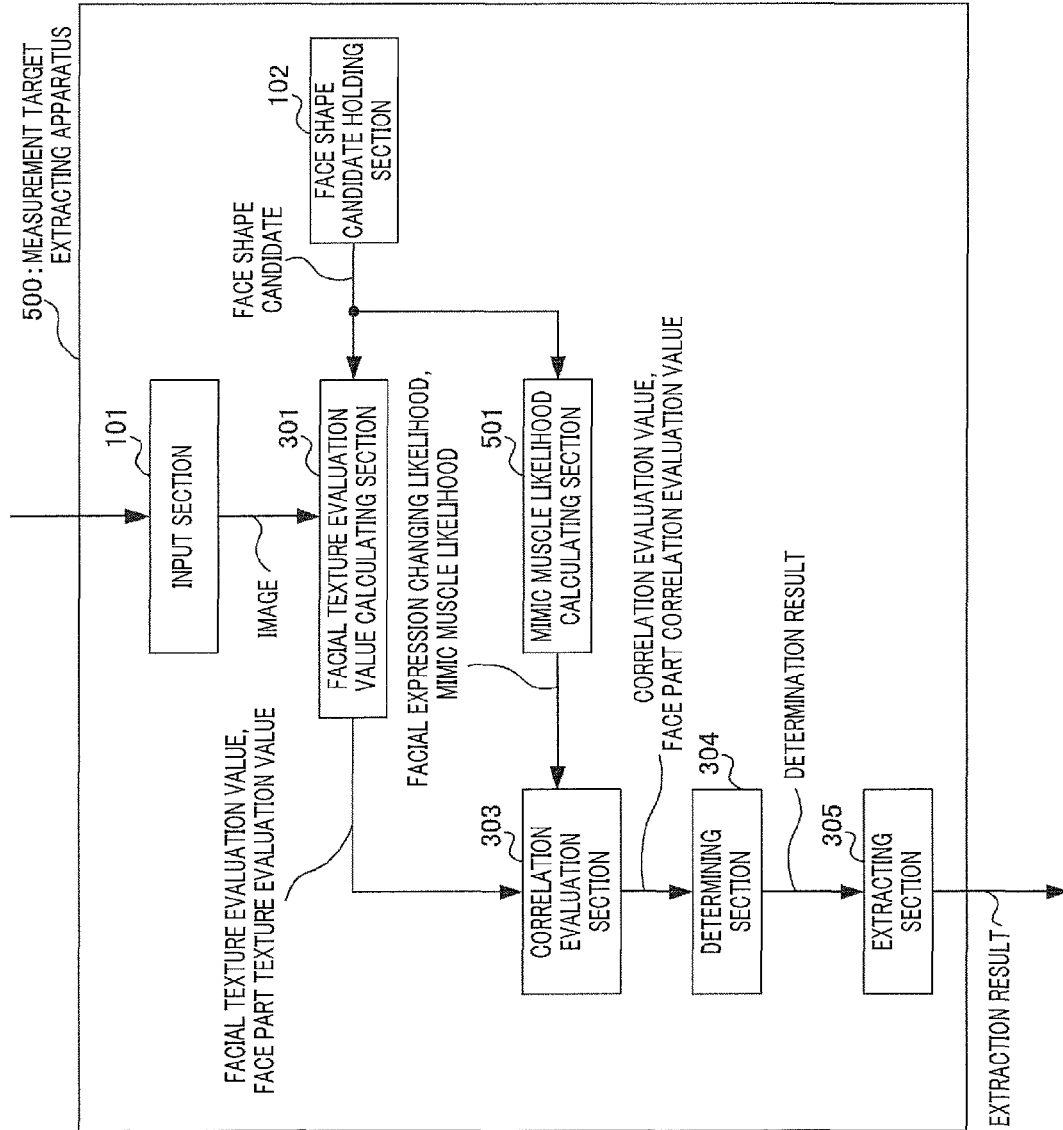 500:MEASUREMENT TARGET
EXTRACTING APPARATUS
101
INPUT SECTION
IMAGE
102
FACE SHAPE
CANDIDATE HOLDING
SECTION
FACE SHAPE
CANDIDATE
301
FACIAL TEXTURE EVALUATION
VALUE CALCULATING SECTION
FACIAL TEXTURE EVALUATION VALUE,
FACE PART TEXTURE EVALUATION VALUE
501
MIMIC MUSCLE LIKELIHOOD
CALCULATING SECTION
FACIAL EXPRESSION CHANGING LIKELIHOOD,
MIMIC MUSCLE LIKELIHOOD
303
CORRELATION
EVALUATION
SECTION
CORRELATION EVALUATION VALUE,
FACE PART CORRELATION EVALUATION VALUE
304
DETERMINING
SECTION
DETERMINATION RESULT
305
EXTRACTING
SECTION
EXTRACTION RESULT